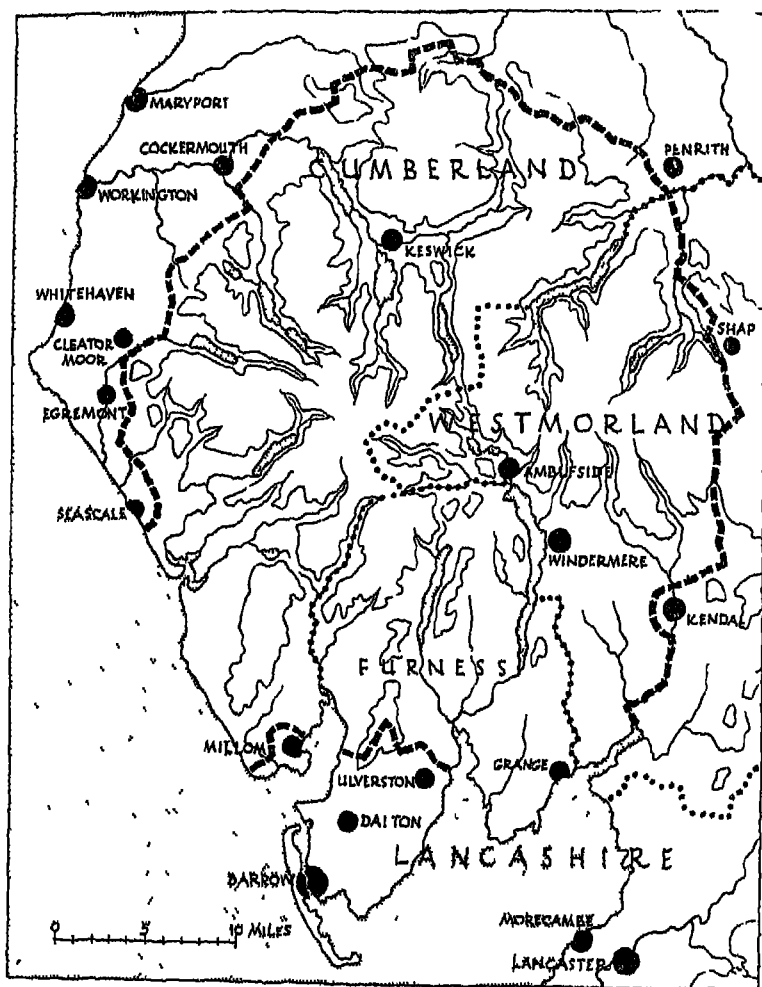 MARYPORT
COCKERMOUTH
PENRITH
CUMBERLAND
WORKINGTON
KESWICK
WHITEHAVEN
SHAP
CLEATOR
MOOR
EGREMONT
WESTMORLAND
AMBLESIDE
SEASCALE
WINDERMERE
KENDAL
FURNESS
MILLOM
GRANGE
ULVERSTON
DALTON
LANCASHIRE
BARROW
MORECAMBE
0 5 10 MILES
LANCASTER